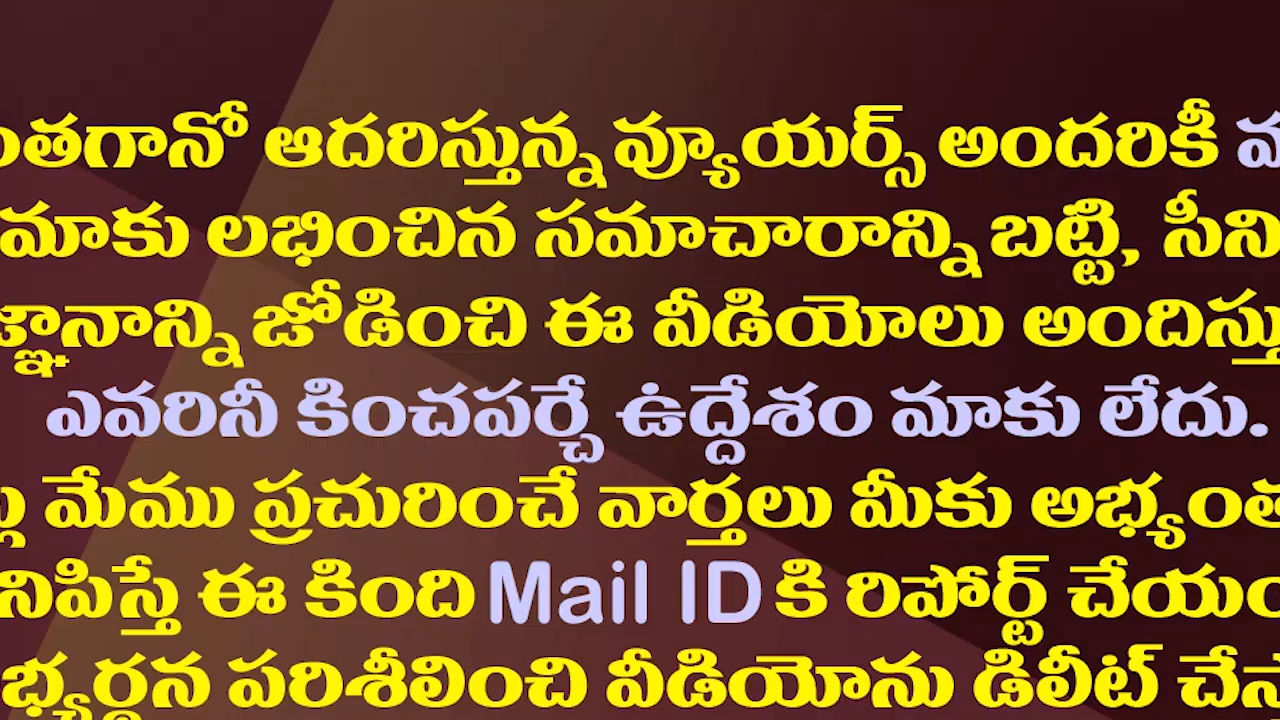 ంతగానో ఆదరిస్తున్న వ్యూయర్స్ అందరికీ
మాకు లభించిన సమాచారాన్ని బట్టి, సీని
జ్ఞానాన్ని జోడించి ఈ వీడియోలు అందిస్తు
ఎవరినీ కించపర్చే ఉద్దేశం మాకు లేదు.
మేము ప్రచురించే వార్తలు మీకు అభ్యంత
నిపిస్తే ఈ కింది Mail ID కి రిపోర్ట్ చేయం
భ్యర్థన పరిశీలించి వీడియోను డిలీట్ చేస